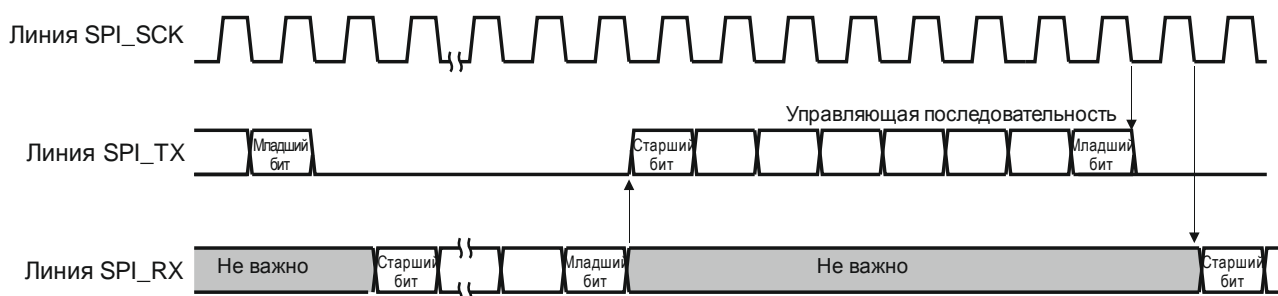 Линия SPI_SCK
Управляющая последовательность
Линия SPI_TX
Младший
бит
Старший
бит
Младший
бит
Линия SPI_RX
Не важно
Старший
бит
Младший
бит
Не важно
Старший
бит